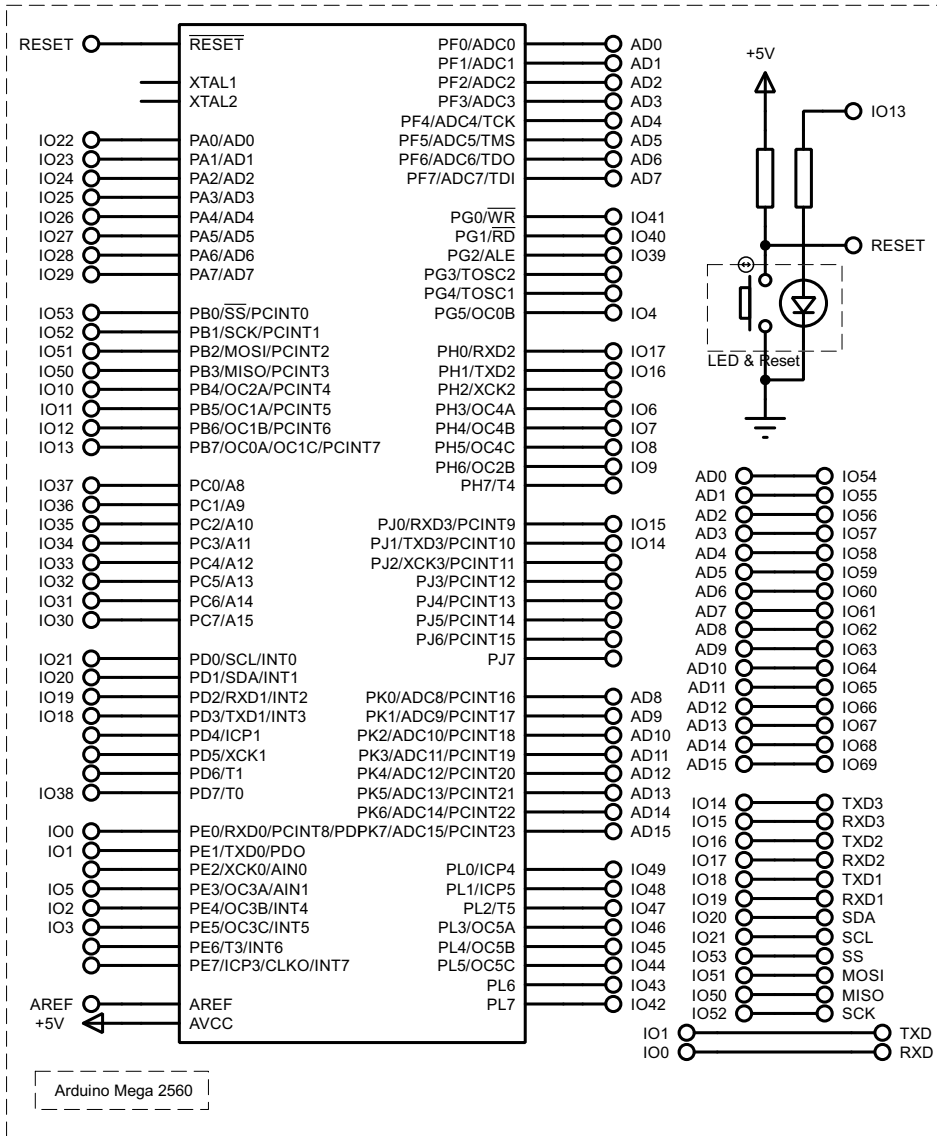 RESET RESET PF0/ADC0 AD0
PF1/ADC1 AD1
XTAL1 PF2/ADC2 AD2
XTAL2 PF3/ADC3 AD3
PF4/ADC4/TCK AD4
IO22 PA0/AD0 PF5/ADC5/TMS AD5
IO23 PA1/AD1 PF6/ADC6/TDO AD6
IO24 PA2/AD2 PF7/ADC7/TDI AD7
IO25 PA3/AD3
IO26 PA4/AD4 PG0/WR IO41
IO27 PA5/AD5 PG1/RD IO40
IO28 PA6/AD6 PG2/ALE IO39
IO29 PA7/AD7 PG3/TOSC2
PG4/TOSC1
IO53 PB0/SS/PCINT0 PG5/OC0B IO4
IO52 PB1/SCK/PCINT1
IO51 PB2/MOSI/PCINT2 PH0/RXD2 IO17
IO50 PB3/MISO/PCINT3 PH1/TXD2 IO16
IO10 PB4/OC2A/PCINT4 PH2/XCK2
IO11 PB5/OC1A/PCINT5 PH3/OC4A IO6
IO12 PB6/OC1B/PCINT6 PH4/OC4B IO7
IO13 PB7/OC0A/OC1C/PCINT7 PH5/OC4C IO8
PH6/OC2B IO9
IO37 PC0/A8 PH7/T4
IO36 PC1/A9
IO35 PC2/A10 PJ0/RXD3/PCINT9 IO15
IO34 PC3/A11 PJ1/TXD3/PCINT10 IO14
IO33 PC4/A12 PJ2/XCK3/PCINT11
IO32 PC5/A13 PJ3/PCINT12
IO31 PC6/A14 PJ4/PCINT13
IO30 PC7/A15 PJ5/PCINT14
PJ6/PCINT15
IO21 PD0/SCL/INT0 PJ7
IO20 PD1/SDA/INT1
IO19 PD2/RXD1/INT2 PK0/ADC8/PCINT16 AD8
IO18 PD3/TXD1/INT3 PK1/ADC9/PCINT17 AD9
PD4/ICP1 PK2/ADC10/PCINT18 AD10
PD5/XCK1 PK3/ADC11/PCINT19 AD11
PD6/T1 PK4/ADC12/PCINT20 AD12
IO38 PD7/T0 PK5/ADC13/PCINT21 AD13
PK6/ADC14/PCINT22 AD14
IO0 PE0/RXD0/PCINT8/PDPK7/ADC15/PCINT23 AD15
IO1 PE1/TXD0/PDO
PE2/XCK0/AIN0 PL0/ICP4 IO49
IO5 PE3/OC3A/AIN1 PL1/ICP5 IO48
IO2 PE4/OC3B/INT4 PL2/T5 IO47
IO3 PE5/OC3C/INT5 PL3/OC5A IO46
PE6/T3/INT6 PL4/OC5B IO45
PE7/ICP3/CLKO/INT7 PL5/OC5C IO44
PL6 IO43
AREF AREF PL7 IO42
+5V AVCC
Arduino Mega 2560
+5V
IO13
RESET
LED & Reset
AD0 IO54
AD1 IO55
AD2 IO56
AD3 IO57
AD4 IO58
AD5 IO59
AD6 IO60
AD7 IO61
AD8 IO62
AD9 IO63
AD10 IO64
AD11 IO65
AD12 IO66
AD13 IO67
AD14 IO68
AD15 IO69
IO14 TXD3
IO15 RXD3
IO16 TXD2
IO17 RXD2
IO18 TXD1
IO19 RXD1
IO20 SDA
IO21 SCL
IO53 SS
IO51 MOSI
IO50 MISO
IO52 SCK
IO1 TXD
IO0 RXD